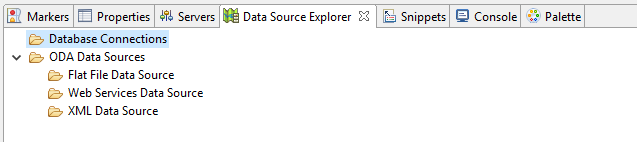 Markers Properties Servers Data Source Explorer Snippets Console Palette
Database Connections
ODA Data Sources
Flat File Data Source
Web Services Data Source
XML Data Source